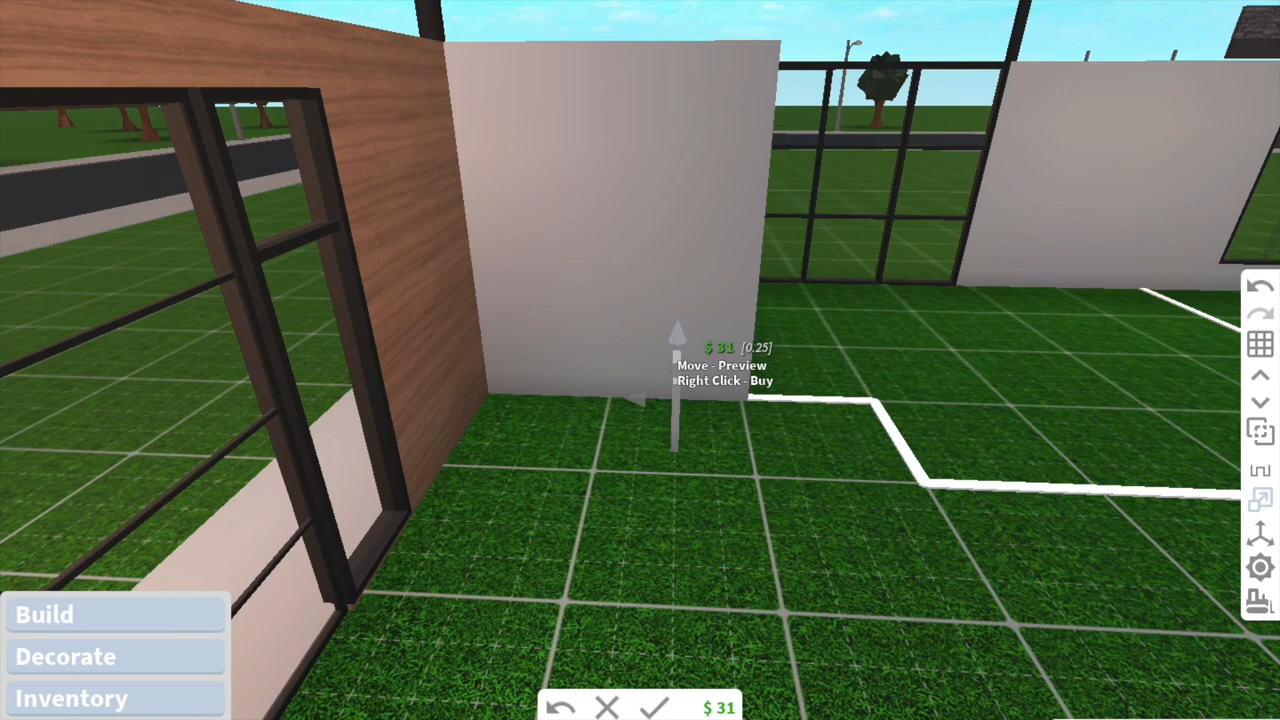 $ 31 [0.25]
Move - Preview
Right Click - Buy
Build
Decorate
Inventory
$ 31